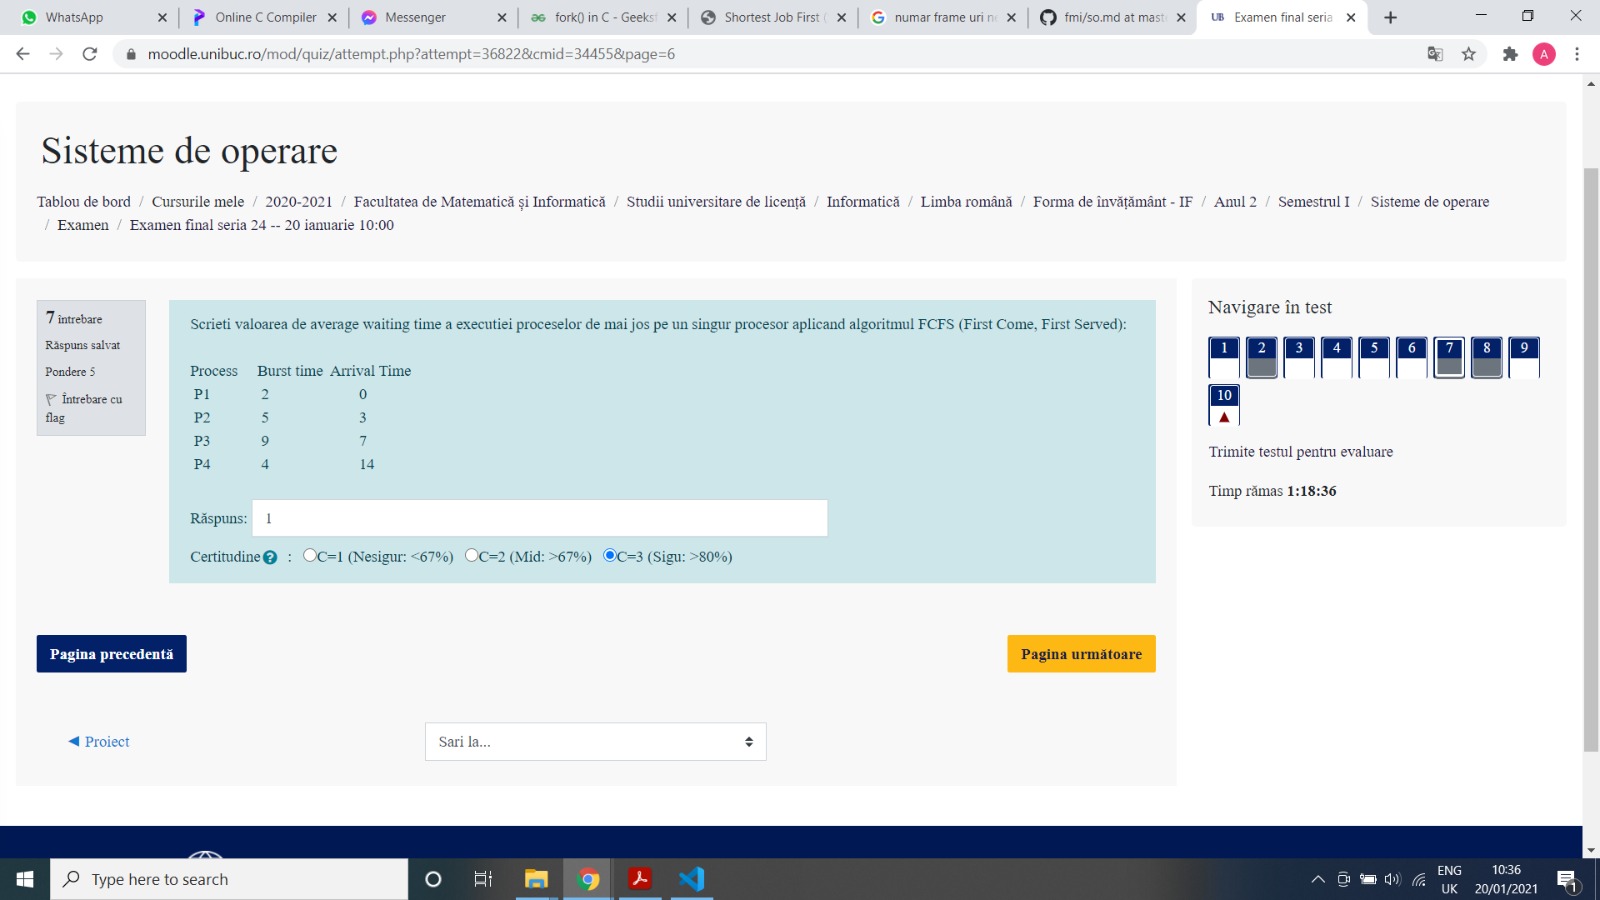 WhatsApp
Online C Compiler
Messenger
fork() in C - Geeks
Shortest Job First (
numar frame uri n
fmi/so.md at mast
UB Examen final seria
moodle.unibuc.ro/mod/quiz/attempt.php?attempt=36822&cmid=34455&page=6
A
Sisteme de operare
Tablou de bord / Cursurile mele / 2020-2021 / Facultatea de Matematică și Informatică / Studii universitare de licență / Informatică / Limba română / Forma de învățământ - IF / Anul 2 / Semestrul I / Sisteme de operare
/ Examen / Examen final seria 24 -- 20 ianuarie 10:00
7 întrebare
Răspuns salvat
Pondere 5
Întrebare cu
flag
Scrieti valoarea de average waiting time a executiei proceselor de mai jos pe un singur procesor aplicand algoritmul FCFS (First Come, First Served):
Process Burst time Arrival Time
P1 2 0
P2 5 3
P3 9 7
P4 4 14
Răspuns: 1
Certitudine ? : C=1 (Nesigur: <67%) C=2 (Mid: >67%) C=3 (Sigu: >80%)
Pagina precedentă
Pagina următoare
◄ Proiect
Sari la...
Navigare în test
1 2 3 4 5 6 7 8 9
10
Trimite testul pentru evaluare
Timp rămas 1:18:36
Type here to search
ENG
UK
10:36
20/01/2021
1